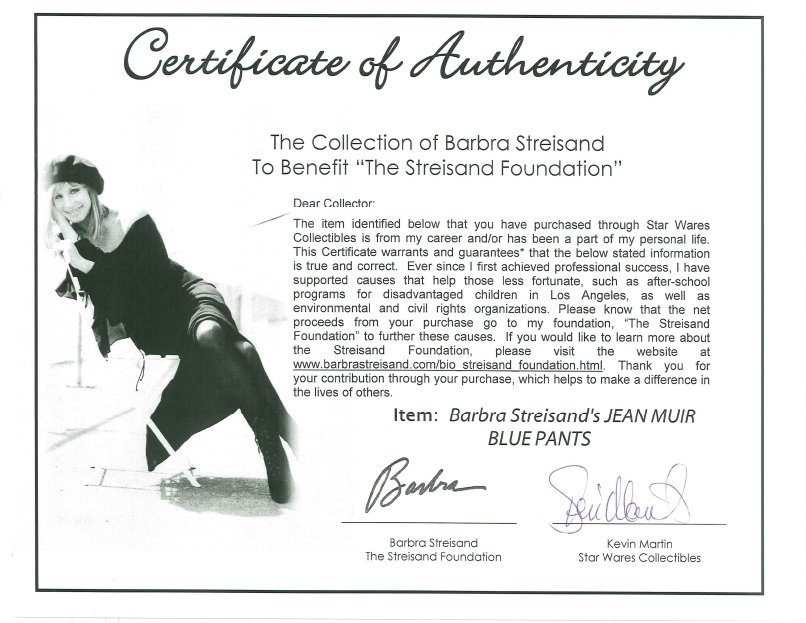 Certificate of Authenticity
The Collection of Barbra Streisand
To Benefit “The Streisand Foundation”
Dear Collector:
The item identified below that you have purchased through Star Wares
Collectibles is from my career and/or has been a part of my personal life.
This Certificate warrants and guarantees* that the below stated information
is true and correct. Ever since I first achieved professional success, I have
supported causes that help those less fortunate, such as after-school
programs for disadvantaged children in Los Angeles, as well as
environmental and civil rights organizations. Please know that the net
proceeds from your purchase go to my foundation, “The Streisand
Foundation” to further these causes. If you would like to learn more about
the Streisand Foundation, please visit the website at
www.barbrastreisand.com/bio_streisand_foundation.html. Thank you for
your contribution through your purchase, which helps to make a difference in
the lives of others.
Item: Barbra Streisand's JEAN MUIR
BLUE PANTS
Barbra
Barbra Streisand
The Streisand Foundation
Kevin Martin
Star Wares Collectibles